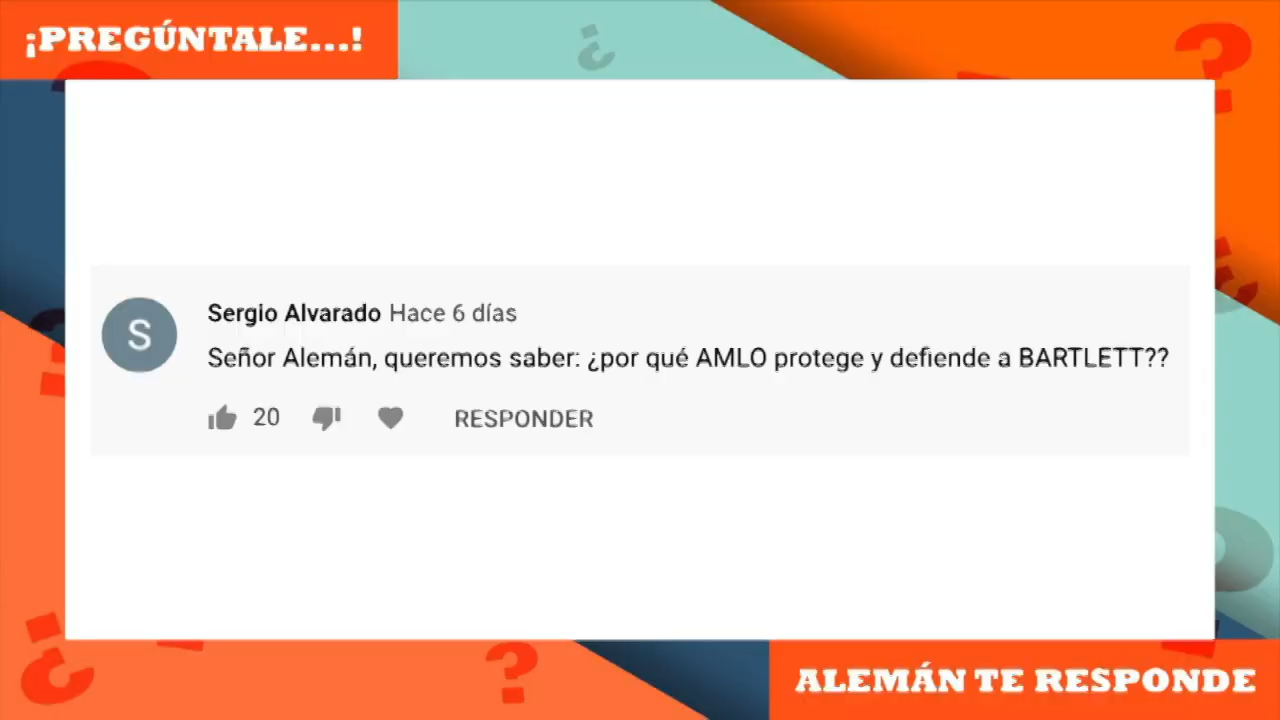 ¡PREGÚNTALE...!
S
Sergio Alvarado Hace 6 días
Señor Alemán, queremos saber: ¿por qué AMLO protege y defiende a BARTLETT??
20 RESPONDER
ALEMÁN TE RESPONDE